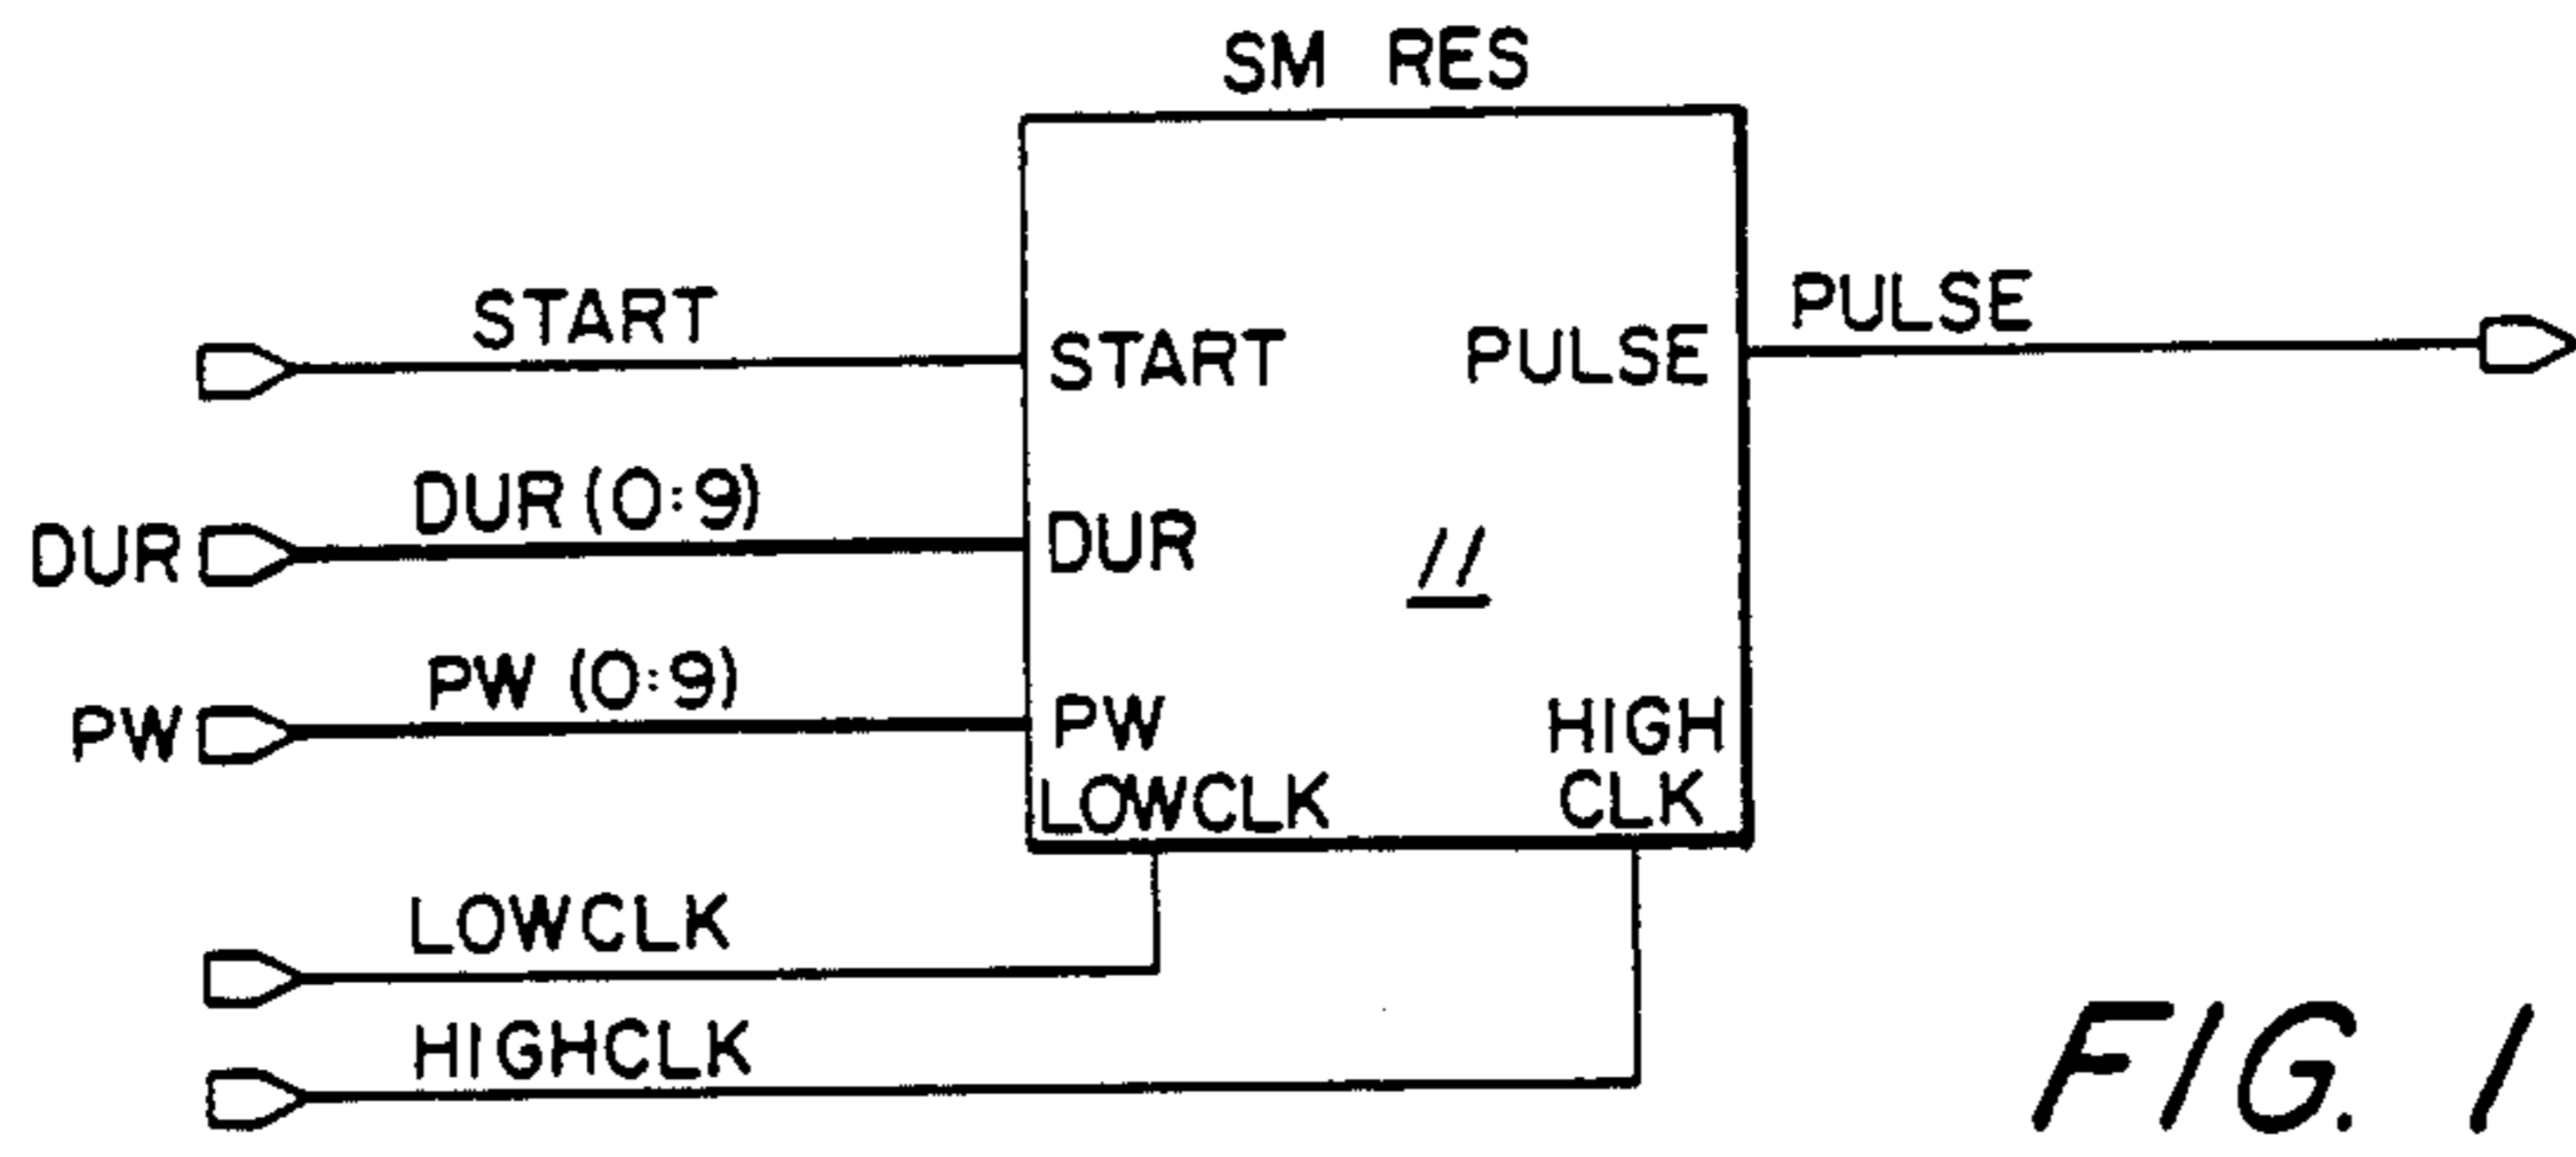 SM RES
START
START
PULSE
PULSE
DUR
DUR (0:9)
DUR
11
PW
PW (0:9)
PW
HIGH
CLK
LOWCLK
LOWCLK
HIGHCLK
FIG. 1